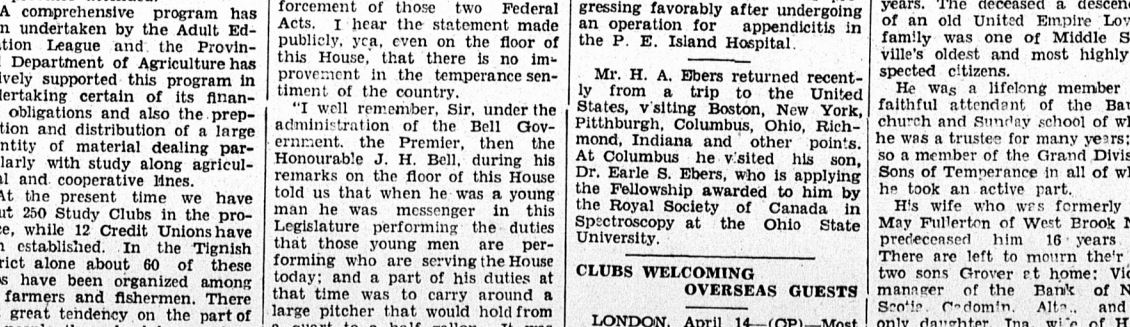 A comprehensive program has
undertaken by the Adult Ed-
League and the Provin-
Department of Agriculture has
supported this program in
certain of its finan-
obligations and also the prep-
and distribution of a large
of material dealing par-
with study along agricul-
and cooperative lines.
At the present time we have
250 Study Clubs in the pro-
while 12 Credit Unions have
established. In the Tignish
alone about 60 of these
have been organized among
farmers and fishermen. There
great tendency on the part of
forcement of those two Federal
Acts. I hear the statement made
publicly, yea, even on the floor of
this House, that there is no im-
provement in the temperance sen-
timent of the country.
"I well remember, Sir, under the
administration of the Bell Gov-
ernment. the Premier, then the
Honourable J. H. Bell, during his
remarks on the floor of this House
told us that when he was a young
man he was messenger in this
Legislature performing the duties
that those young men are per-
forming who are serving the House
today; and a part of his duties at
that time was to carry around a
large pitcher that would hold from
a quart to a half gallon. It was
gressing favorably after undergoing
an operation for appendicitis in
the P. E. Island Hospital.
Mr. H. A. Ebers returned recent-
ly from a trip to the United
States, visiting Boston, New York,
Pitthburgh, Columbus, Ohio, Rich-
mond, Indiana and other points.
At Columbus he visited his son,
Dr. Earle S. Ebers, who is applying
the Fellowship awarded to him by
the Royal Society of Canada in
Spectroscopy at the Ohio State
University.
CLUBS WELCOMING
OVERSEAS GUESTS
LONDON, April 14—(CP)—Most
years. The deceased a
of an old United Empire
family was one of Middle
ville's oldest and most highly
spected citizens.
He was a lifelong member
faithful attendant of the
church and Sunday school of
he was a trustee for many years;
so a member of the Grand
Sons of Temperance in all of
he took an active part.
His wife who was formerly
May Fullerton of West Brook
predeceased him 16 years
There are left to mourn their
two sons Grover at home;
manager of the Bank of
Scotia, Cadomin, Alta., and
only daughter Ina, wife of